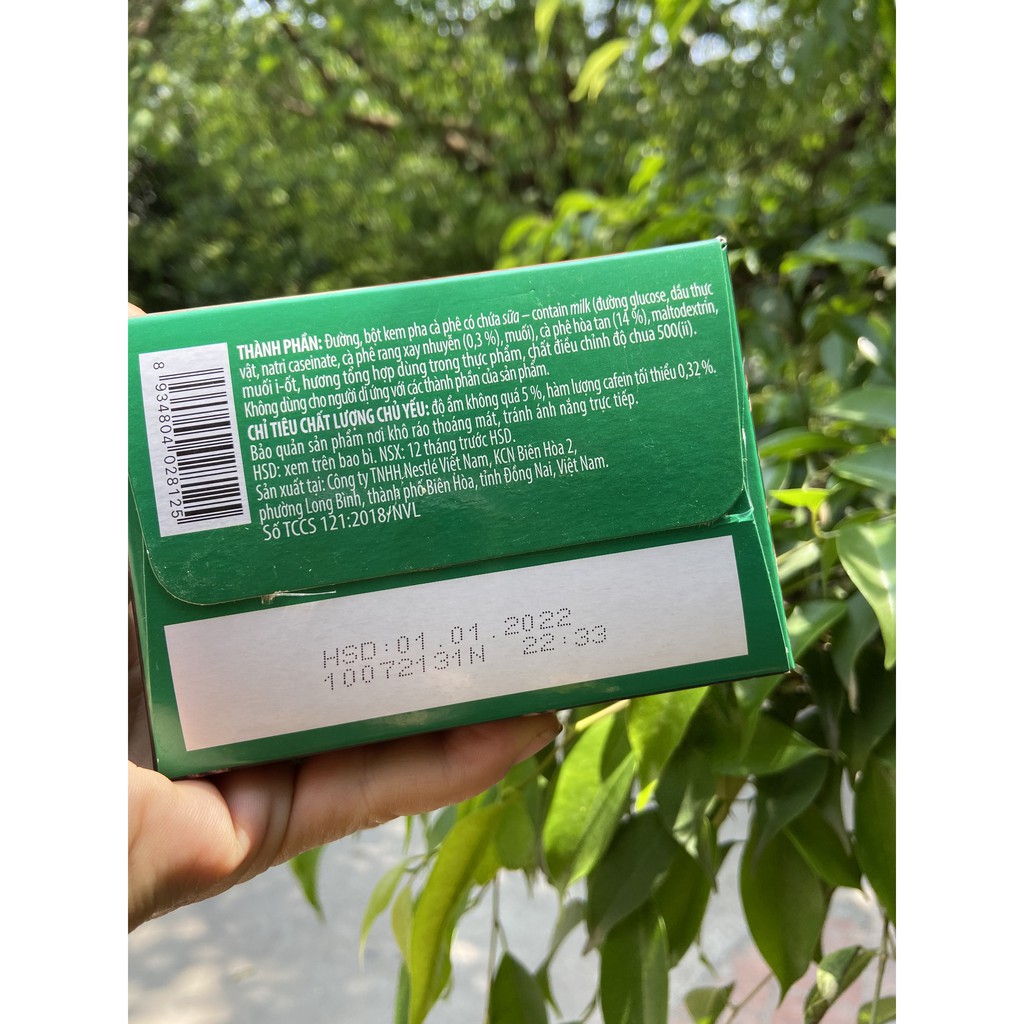 THÀNH PHẦN: Đường, bột kem pha cà phê có chứa sữa – contain milk (đường glucose, dầu thực
vật, natri caseinate, cà phê rang xay nhuyễn (0,3 %), muối), cà phê hòa tan (14 %), maltodextrin,
muối i-ốt, hương tổng hợp dùng trong thực phẩm, chất điều chỉnh độ chua 500(ii).
Không dùng cho người dị ứng với các thành phần của sản phẩm.
CHỈ TIÊU CHẤT LƯỢNG CHỦ YẾU: độ ẩm không quá 5 %, hàm lượng cafein tối thiểu 0,32 %.
Bảo quản sản phẩm nơi khô ráo thoáng mát, tránh ánh nắng trực tiếp.
HSD: xem trên bao bì. NSX: 12 tháng trước HSD.
Sản xuất tại: Công ty TNHH Nestlé Việt Nam, KCN Biên Hòa 2,
phường Long Bình, thành phố Biên Hòa, tỉnh Đồng Nai, Việt Nam.
Số TCCS 121:2018/NVL
8 934804 028125
HSD:01.01.2022
10072131N 22:33